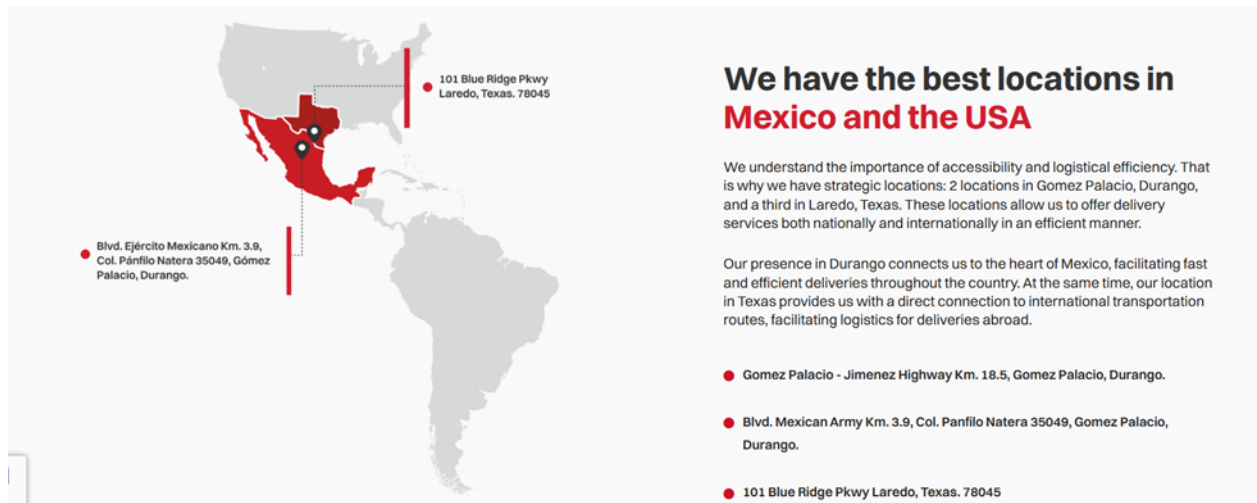 101 Blue Ridge Pkwy
Laredo, Texas. 78045
Blvd. Ejército Mexicano Km. 3.9,
Col. Pánfilo Natera 35049, Gómez
Palacio, Durango.
We have the best locations in
Mexico and the USA
We understand the importance of accessibility and logistical efficiency. That
is why we have strategic locations: 2 locations in Gomez Palacio, Durango,
and a third in Laredo, Texas. These locations allow us to offer delivery
services both nationally and internationally in an efficient manner.
Our presence in Durango connects us to the heart of Mexico, facilitating fast
and efficient deliveries throughout the country. At the same time, our location
in Texas provides us with a direct connection to international transportation
routes, facilitating logistics for deliveries abroad.
Gomez Palacio - Jimenez Highway Km. 18.5, Gomez Palacio, Durango.
Blvd. Mexican Army Km. 3.9, Col. Panfilo Natera 35049, Gomez Palacio,
Durango.
101 Blue Ridge Pkwy Laredo, Texas. 78045